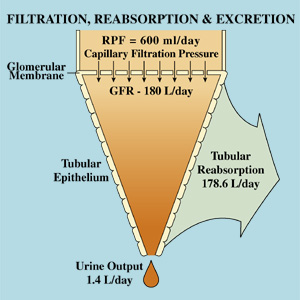 FILTRATION, REABSORPTION & EXCRETION
RPF = 600 ml/day
Capillary Filtration Pressure
Glomerular
Membrane
GFR - 180 L/day
Tubular
Epithelium
Tubular
Reabsorption
178.6 L/day
Urine Output
1.4 L/day